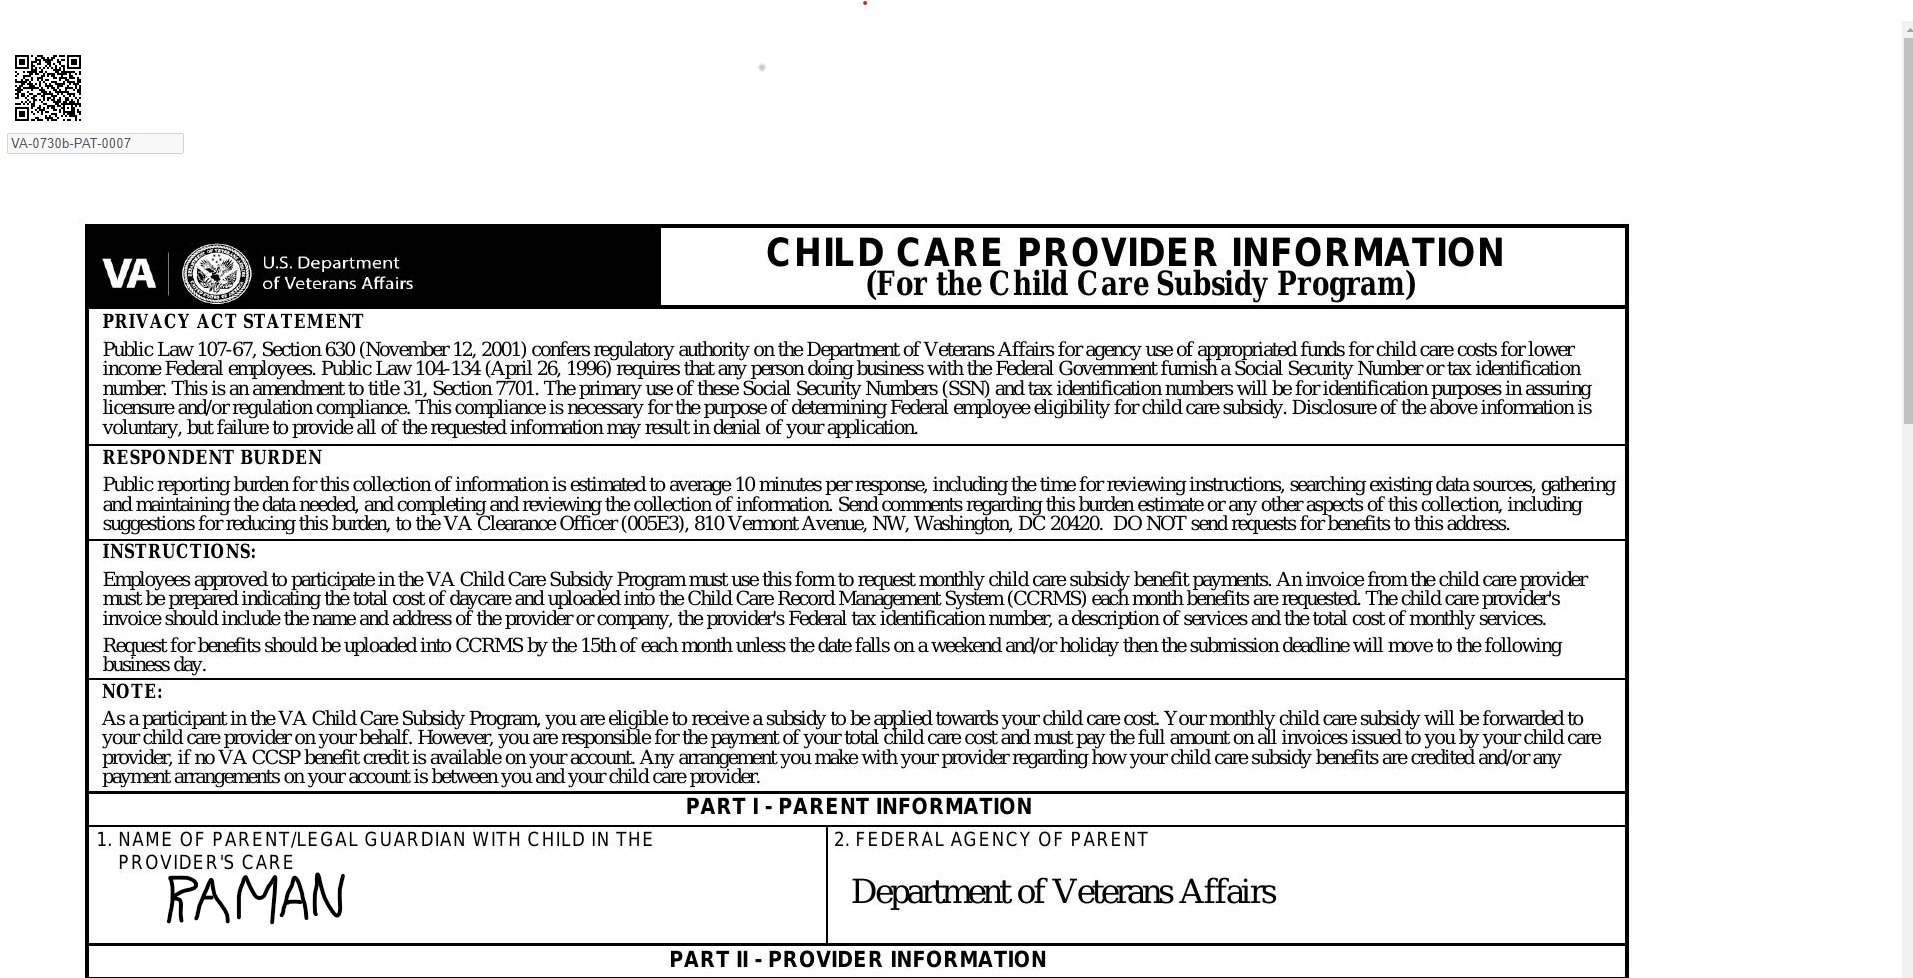 VA-0730b-PAT-0007
VA
U.S. Department
of Veterans Affairs
CHILD CARE PROVIDER INFORMATION
(For the Child Care Subsidy Program)
PRIVACY ACT STATEMENT
Public Law 107-67, Section 630 (November 12, 2001) confers regulatory authority on the Department of Veterans Affairs for agency use of appropriated funds for child care costs for lower
income Federal employees. Public Law 104-134 (April 26, 1996) requires that any person doing business with the Federal Government furnish a Social Security Number or tax identification
number. This is an amendment to title 31, Section 7701. The primary use of these Social Security Numbers (SSN) and tax identification numbers will be for identification purposes in assuring
licensure and/or regulation compliance. This compliance is necessary for the purpose of determining Federal employee eligibility for child care subsidy. Disclosure of the above information is
voluntary, but failure to provide all of the requested information may result in denial of your application.
RESPONDENT BURDEN
Public reporting burden for this collection of information is estimated to average 10 minutes per response, including the time for reviewing instructions, searching existing data sources, gathering
and maintaining the data needed, and completing and reviewing the collection of information. Send comments regarding this burden estimate or any other aspects of this collection, including
suggestions for reducing this burden, to the VA Clearance Officer (005E3), 810 Vermont Avenue, NW, Washington, DC 20420. DO NOT send requests for benefits to this address.
INSTRUCTIONS:
Employees approved to participate in the VA Child Care Subsidy Program must use this form to request monthly child care subsidy benefit payments. An invoice from the child care provider
must be prepared indicating the total cost of daycare and uploaded into the Child Care Record Management System (CCRMS) each month benefits are requested. The child care provider's
invoice should include the name and address of the provider or company, the provider's Federal tax identification number, a description of services and the total cost of monthly services.
Request for benefits should be uploaded into CCRMS by the 15th of each month unless the date falls on a weekend and/or holiday then the submission deadline will move to the following
business day.
NOTE:
As a participant in the VA Child Care Subsidy Program, you are eligible to receive a subsidy to be applied towards your child care cost. Your monthly child care subsidy will be forwarded to
your child care provider on your behalf. However, you are responsible for the payment of your total child care cost and must pay the full amount on all invoices issued to you by your child care
provider, if no VA CCSP benefit credit is available on your account. Any arrangement you make with your provider regarding how your child care subsidy benefits are credited and/or any
payment arrangements on your account is between you and your child care provider.
PART I - PARENT INFORMATION
1. NAME OF PARENT/LEGAL GUARDIAN WITH CHILD IN THE
PROVIDER'S CARE
RAMAN
2. FEDERAL AGENCY OF PARENT
Department of Veterans Affairs
PART II - PROVIDER INFORMATION